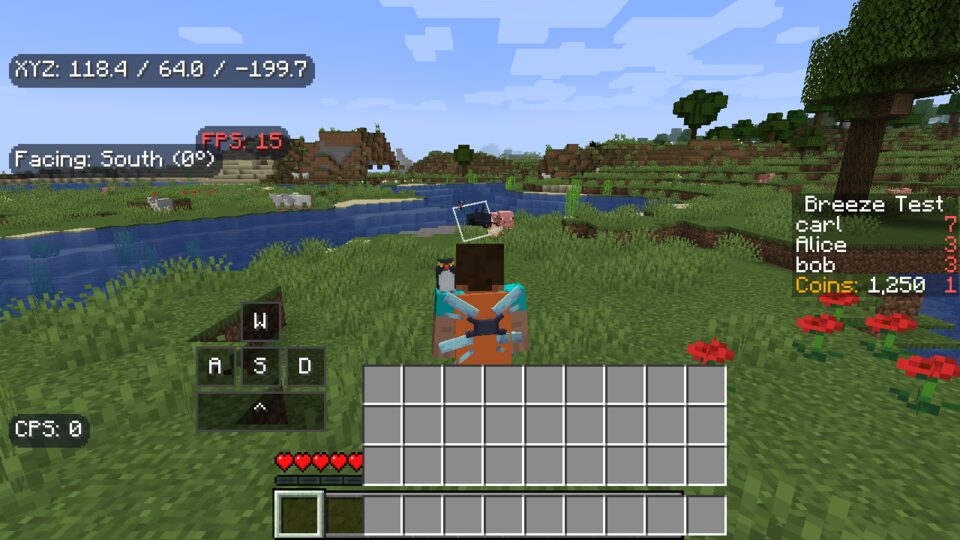 XYZ: 118.4 / 64.0 / -199.7
FPS: 15
Facing: South (0°)
Breeze Test
carl 7
Alice 3
bob 3
Coins: 1,250 1
W
A S D
^
CPS: 0